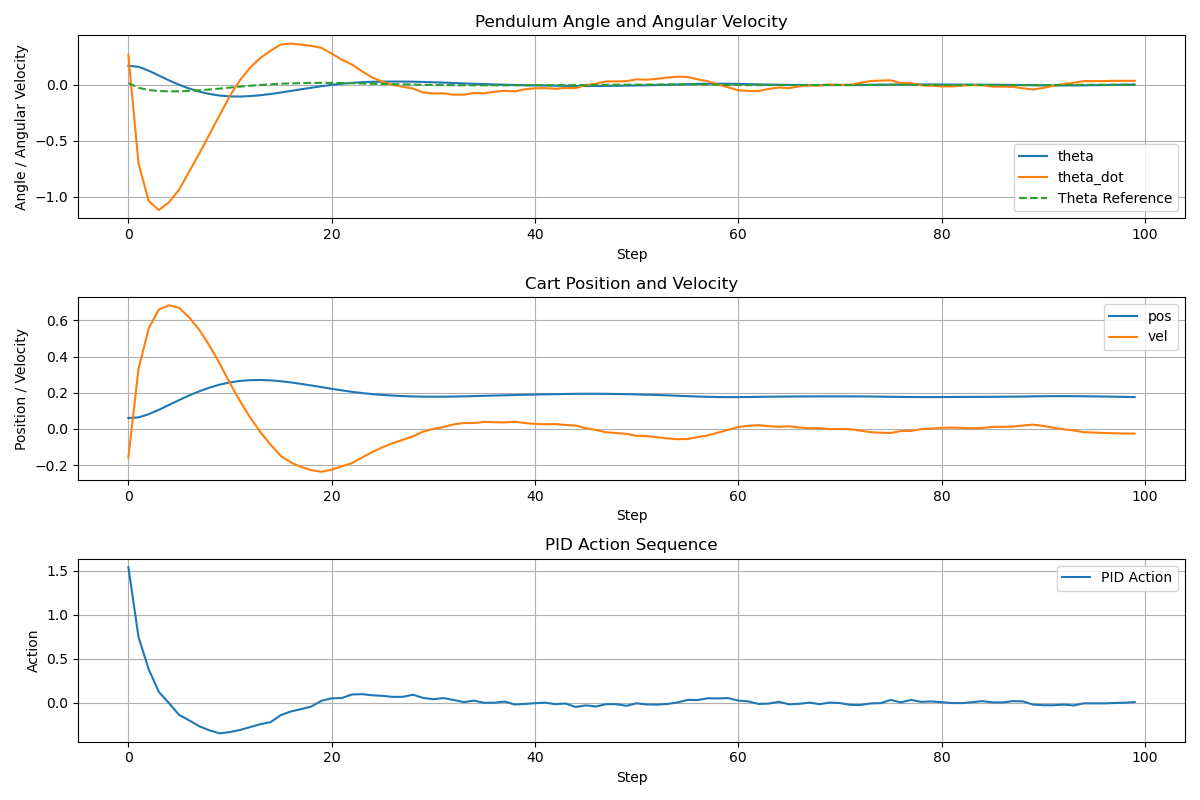 Pendulum Angle and Angular Velocity
Angle / Angular Velocity
0.0
−0.5
−1.0
theta
theta_dot
Theta Reference
0 20 40 60 80 100
Step
Cart Position and Velocity
Position / Velocity
0.6
0.4
0.2
0.0
−0.2
pos
vel
0 20 40 60 80 100
Step
PID Action Sequence
Action
1.5
1.0
0.5
0.0
PID Action
0 20 40 60 80 100
Step